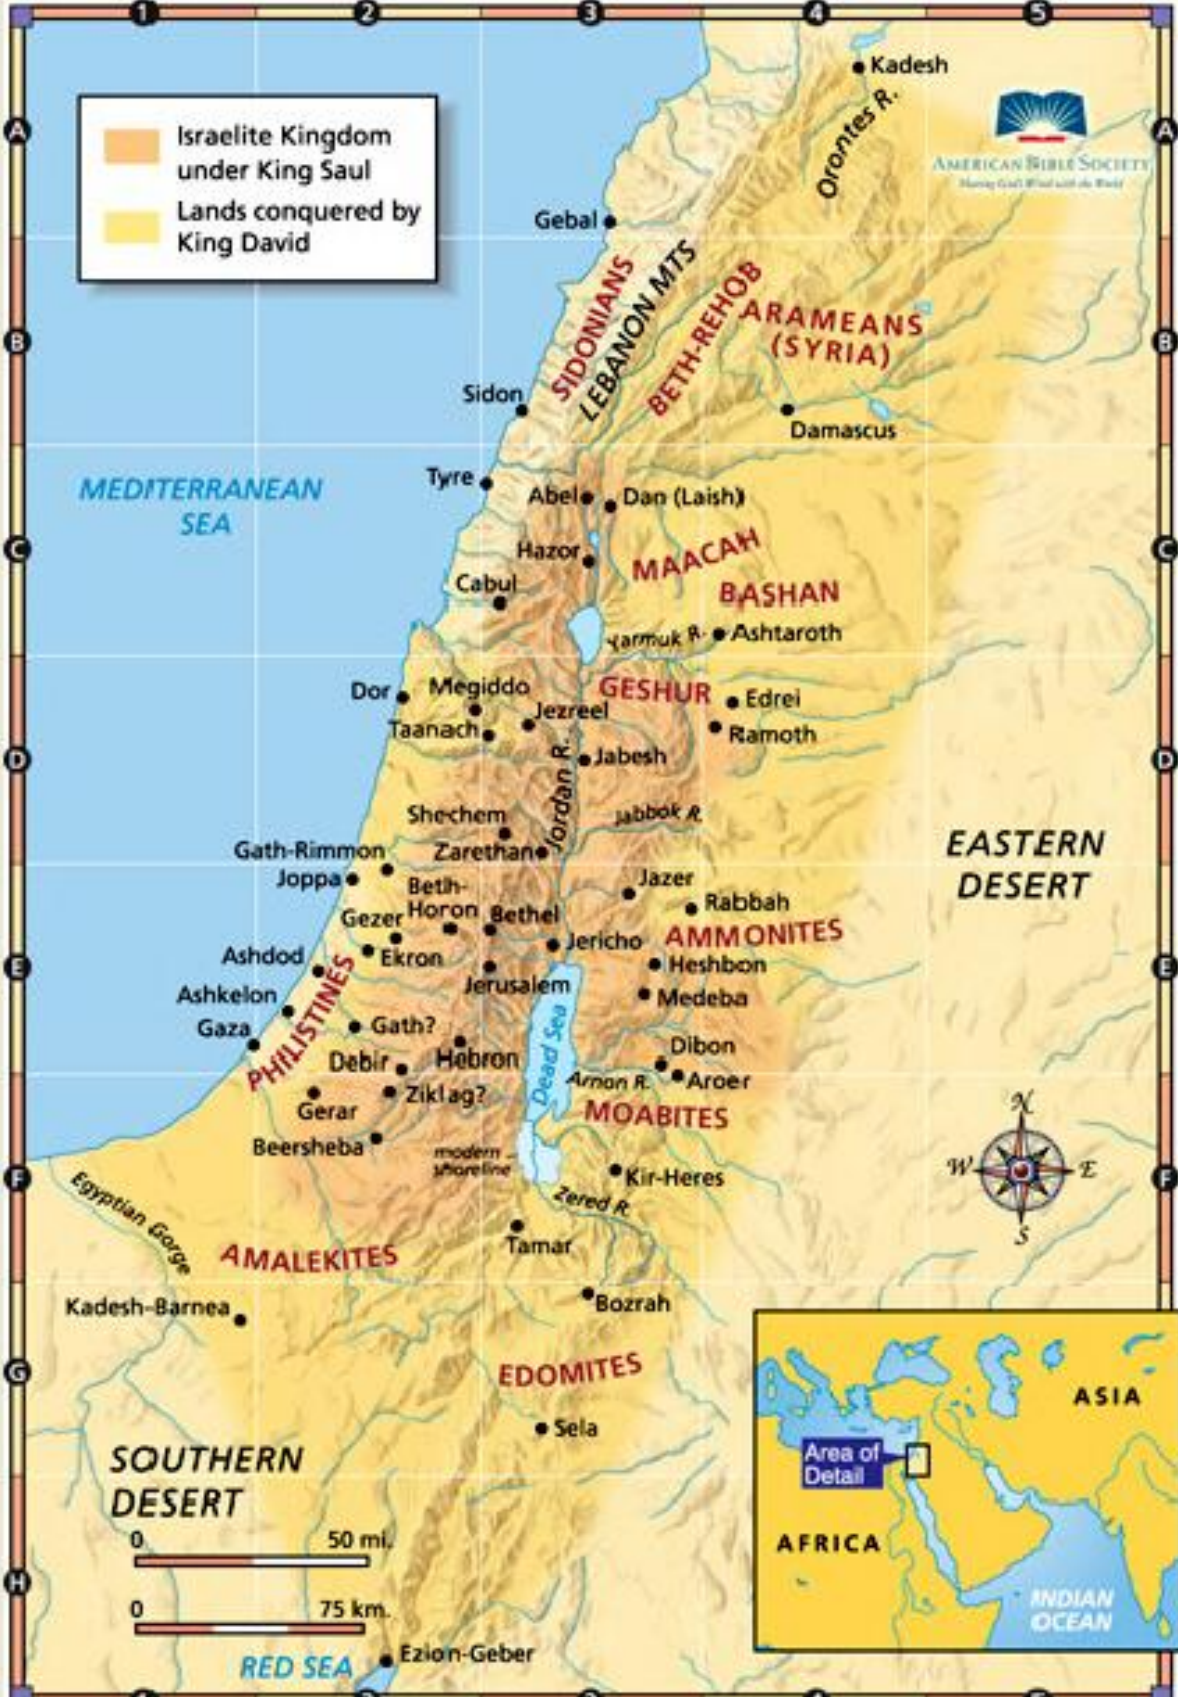 1 2 3 4 5
A
B
C
D
E
F
G
H
A
B
C
D
E
F
Israelite Kingdom
under King Saul
Lands conquered by
King David
Kadesh
Orontes R.
AMERICAN BIBLE SOCIETY
Sharing God's Word with the World
Gebal
SIDONIANS
LEBANON MTS
BETH-REHOB
ARAMEANS
(SYRIA)
Sidon
Damascus
MEDITERRANEAN
SEA
Tyre
Abel
Dan (Laish)
Hazor
MAACAH
Cabul
BASHAN
Yarmuk R.
Ashtaroth
Dor
Megiddo
GESHUR
Edrei
Jezreel
Taanach
Ramoth
Jabesh
Jordan R.
Shechem
Jabbok R.
Gath-Rimmon
Zarethan
EASTERN
DESERT
Joppa
Beth-
Horon
Jazer
Gezer
Bethel
Rabbah
AMMONITES
Jericho
Ashdod
Ekron
Heshbon
Jerusalem
Ashkelon
Medeba
PHILISTINES
Gaza
Gath?
Dead Sea
Dibon
Debir
Hebron
Arnon R.
Aroer
Gerar
Ziklag?
MOABITES
Beersheba
modern
shoreline
Kir-Heres
N
W
E
S
Egyptian Gorge
Zered R.
AMALEKITES
Tamar
Kadesh-Barnea
Bozrah
EDOMITES
Sela
SOUTHERN
DESERT
0 50 mi.
0 75 km.
RED SEA
Ezion-Geber
ASIA
Area of
Detail
AFRICA
INDIAN
OCEAN